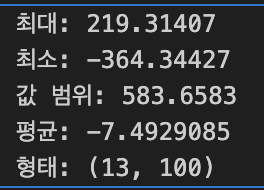 최대: 219.31407
최소: -364.34427
값 범위: 583.6583
평균: -7.4929085
형태: (13, 100)